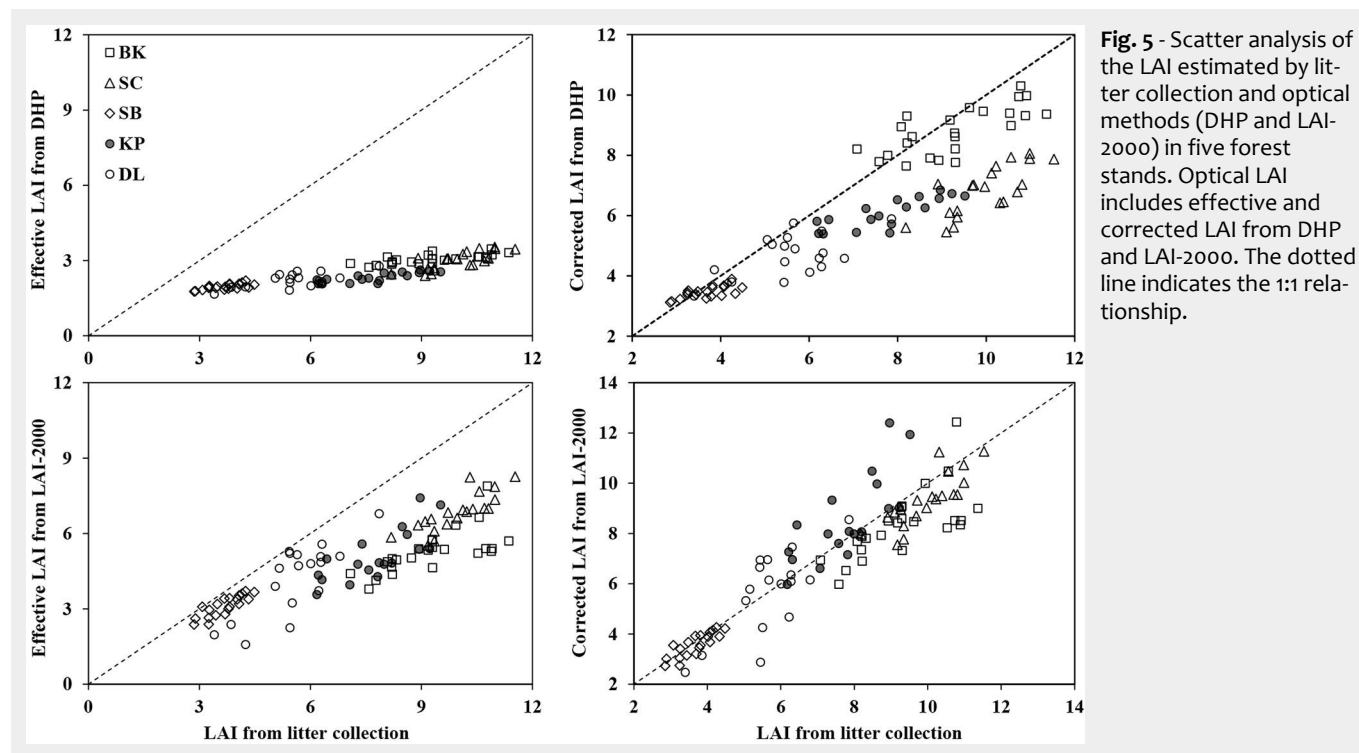 12
9
6
3
0
Effective LAI from DHP
BK
SC
SB
KP
DL
0 3 6 9 12
12
10
8
6
4
2
Corrected LAI from DHP
2 4 6 8 10 12
12
9
6
3
0
Effective LAI from LAI-2000
0 3 6 9 12
LAI from litter collection
14
12
10
8
6
4
2
Corrected LAI from LAI-2000
2 4 6 8 10 12 14
LAI from litter collection
Fig. 5 - Scatter analysis of
the LAI estimated by lit-
ter collection and optical
methods (DHP and LAI-
2000) in five forest
stands. Optical LAI
includes effective and
corrected LAI from DHP
and LAI-2000. The dotted
line indicates the 1:1 rela-
tionship.